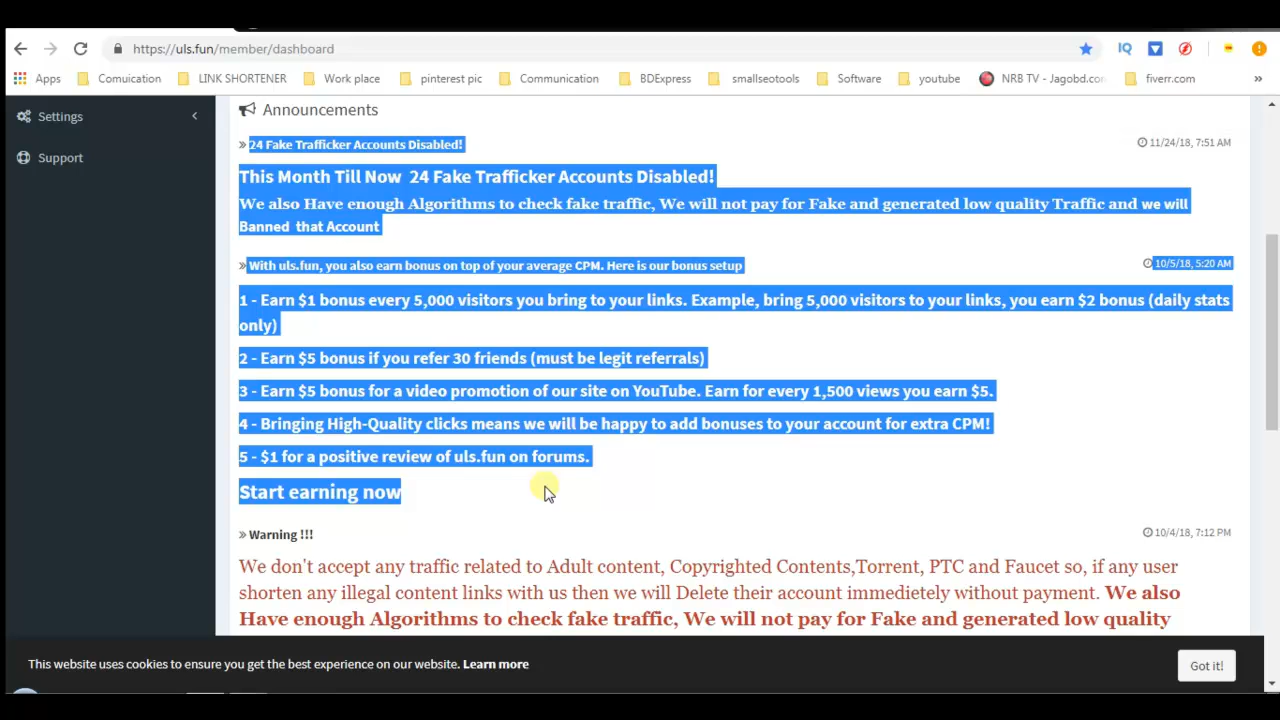 https://uls.fun/member/dashboard
IQ
Apps Comuication LINK SHORTENER Work place pinterest pic Communication BDExpress smallseotools Software youtube NRB TV - Jagobd.co fiverr.com »
Settings
Support
Announcements
» 24 Fake Trafficker Accounts Disabled! 11/24/18, 7:51 AM
This Month Till Now 24 Fake Trafficker Accounts Disabled!
We also Have enough Algorithms to check fake traffic, We will not pay for Fake and generated low quality Traffic and we will
Banned that Account
» With uls.fun, you also earn bonus on top of your average CPM. Here is our bonus setup 10/5/18, 5:20 AM
1 - Earn $1 bonus every 5,000 visitors you bring to your links. Example, bring 5,000 visitors to your links, you earn $2 bonus (daily stats
only)
2 - Earn $5 bonus if you refer 30 friends (must be legit referrals)
3 - Earn $5 bonus for a video promotion of our site on YouTube. Earn for every 1,500 views you earn $5.
4 - Bringing High-Quality clicks means we will be happy to add bonuses to your account for extra CPM!
5 - $1 for a positive review of uls.fun on forums.
Start earning now
» Warning !!! 10/4/18, 7:12 PM
We don't accept any traffic related to Adult content, Copyrighted Contents,Torrent, PTC and Faucet so, if any user
shorten any illegal content links with us then we will Delete their account immedietely without payment. We also
Have enough Algorithms to check fake traffic, We will not pay for Fake and generated low quality
This website uses cookies to ensure you get the best experience on our website. Learn more
Got it!